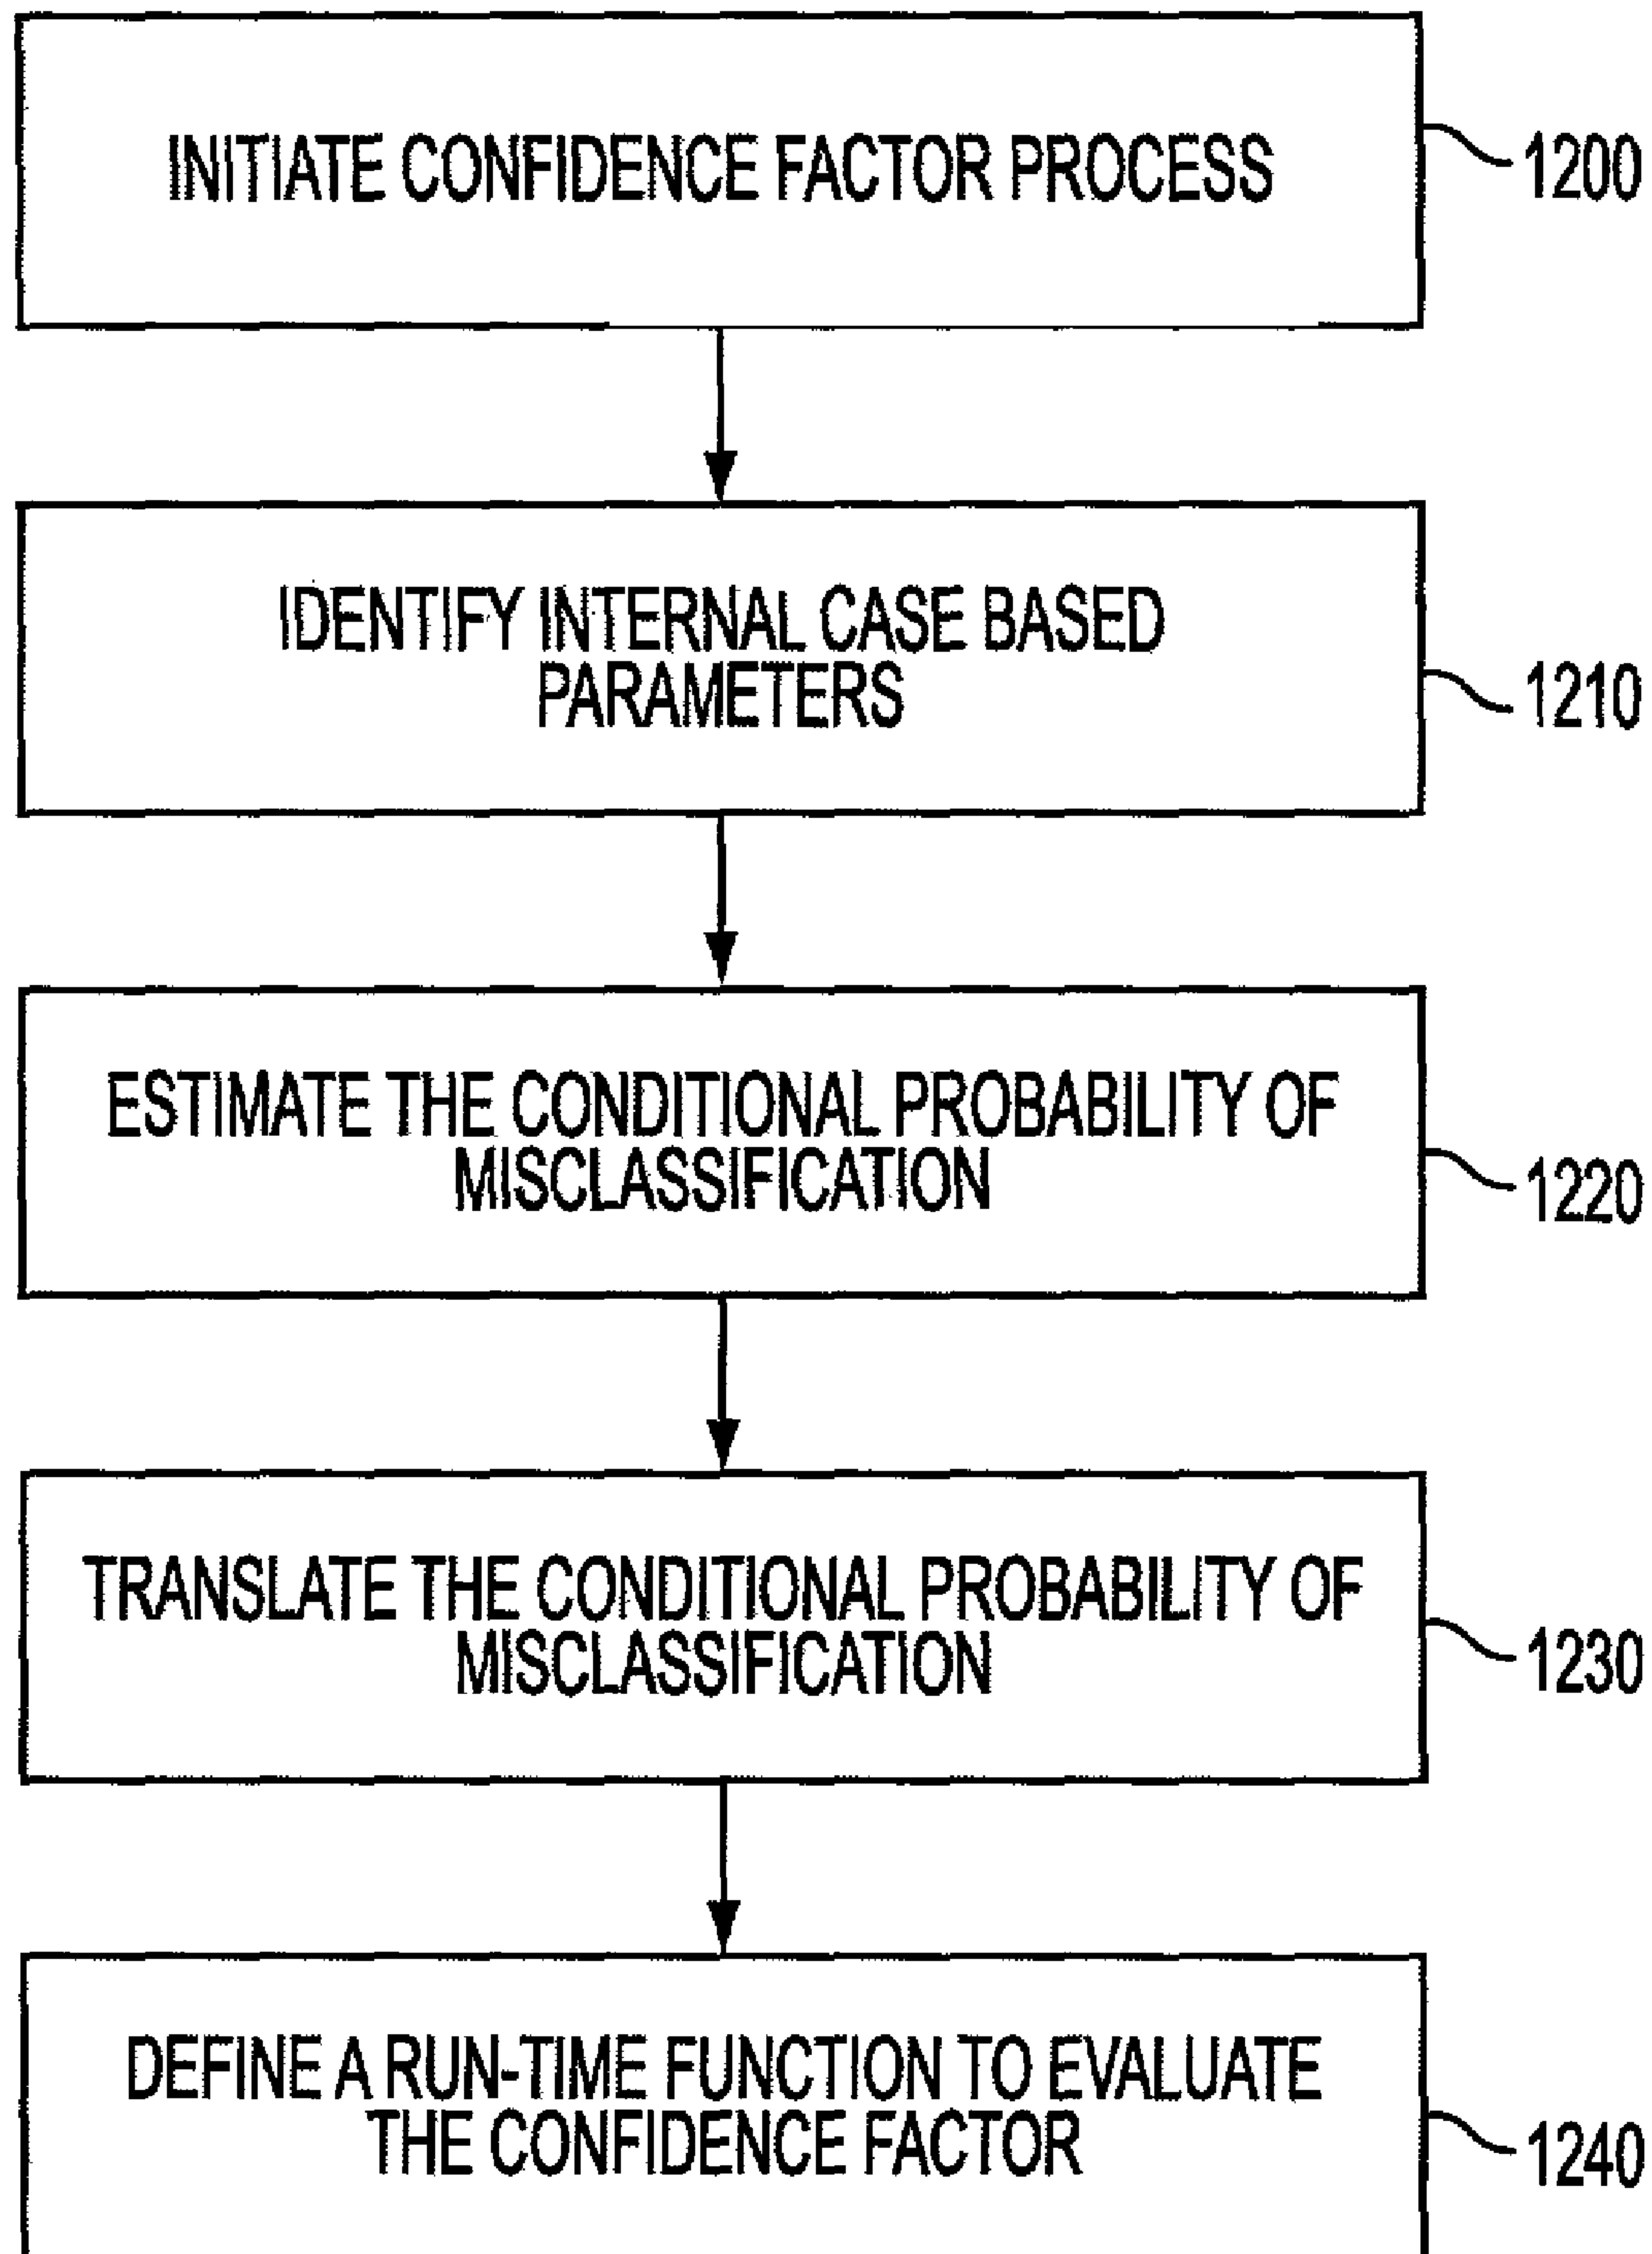 INITIATE CONFIDENCE FACTOR PROCESS
1200
IDENTIFY INTERNAL CASE BASED
PARAMETERS
1210
ESTIMATE THE CONDITIONAL PROBABILITY OF
MISCLASSIFICATION
1220
TRANSLATE THE CONDITIONAL PROBABILITY OF
MISCLASSIFICATION
1230
DEFINE A RUN-TIME FUNCTION TO EVALUATE
THE CONFIDENCE FACTOR
1240